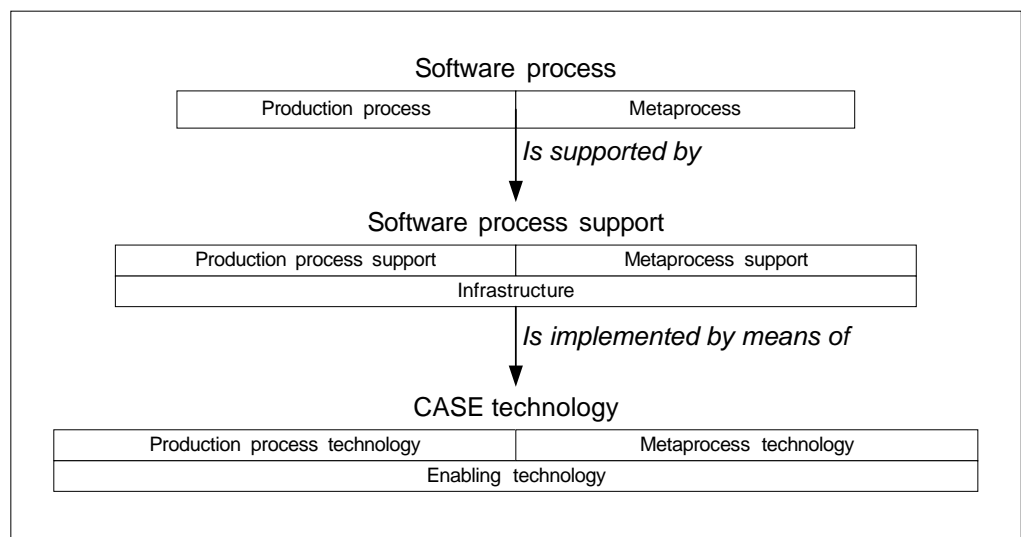 Software process
Production process Metaprocess
Is supported by
Software process support
Production process support Metaprocess support
Infrastructure
Is implemented by means of
CASE technology
Production process technology Metaprocess technology
Enabling technology